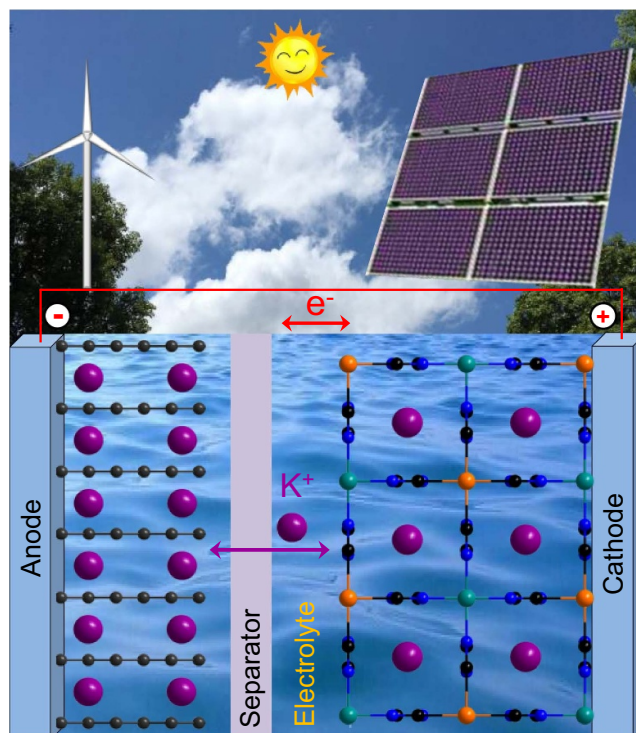 e-
-
+
K+
Anode
Separator
Electrolyte
Cathode